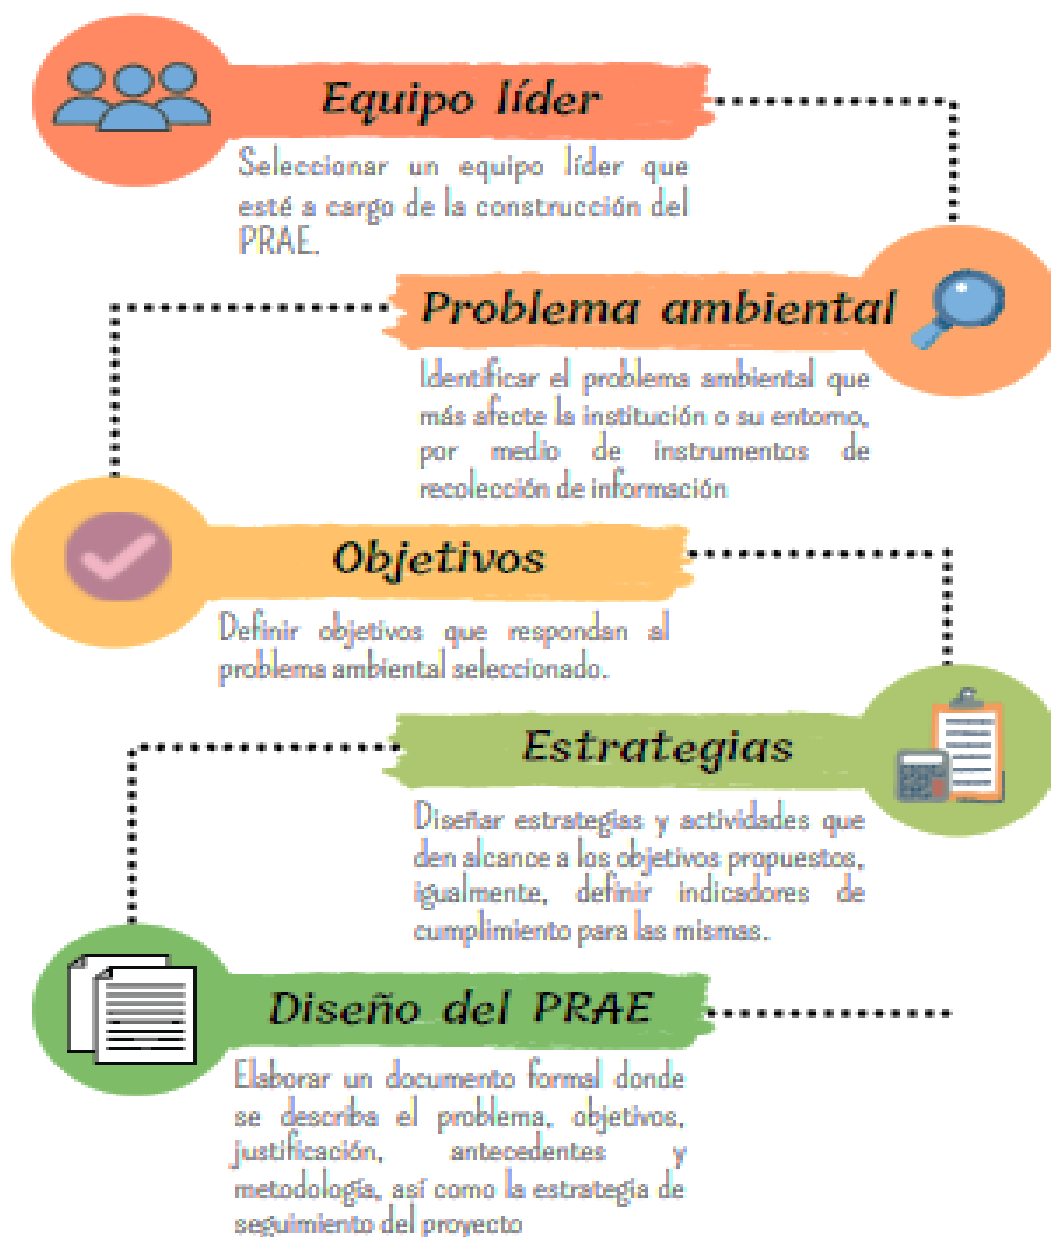 Equipo líder
Seleccionar un equipo líder que
esté a cargo de la construcción del
PRAE.
Problema ambiental
Identificar el problema ambiental que
más afecte la institución o su entorno,
por medio de instrumentos de
recolección de información
Objetivos
Definir objetivos que respondan al
problema ambiental seleccionado.
Estrategias
Diseñar estrategias y actividades que
den alcance a los objetivos propuestos,
igualmente, definir indicadores de
cumplimiento para las mismas.
Diseño del PRAE
Elaborar un documento formal donde
se describa el problema, objetivos,
justificación, antecedentes y
metodología, así como la estrategia de
seguimiento del proyecto